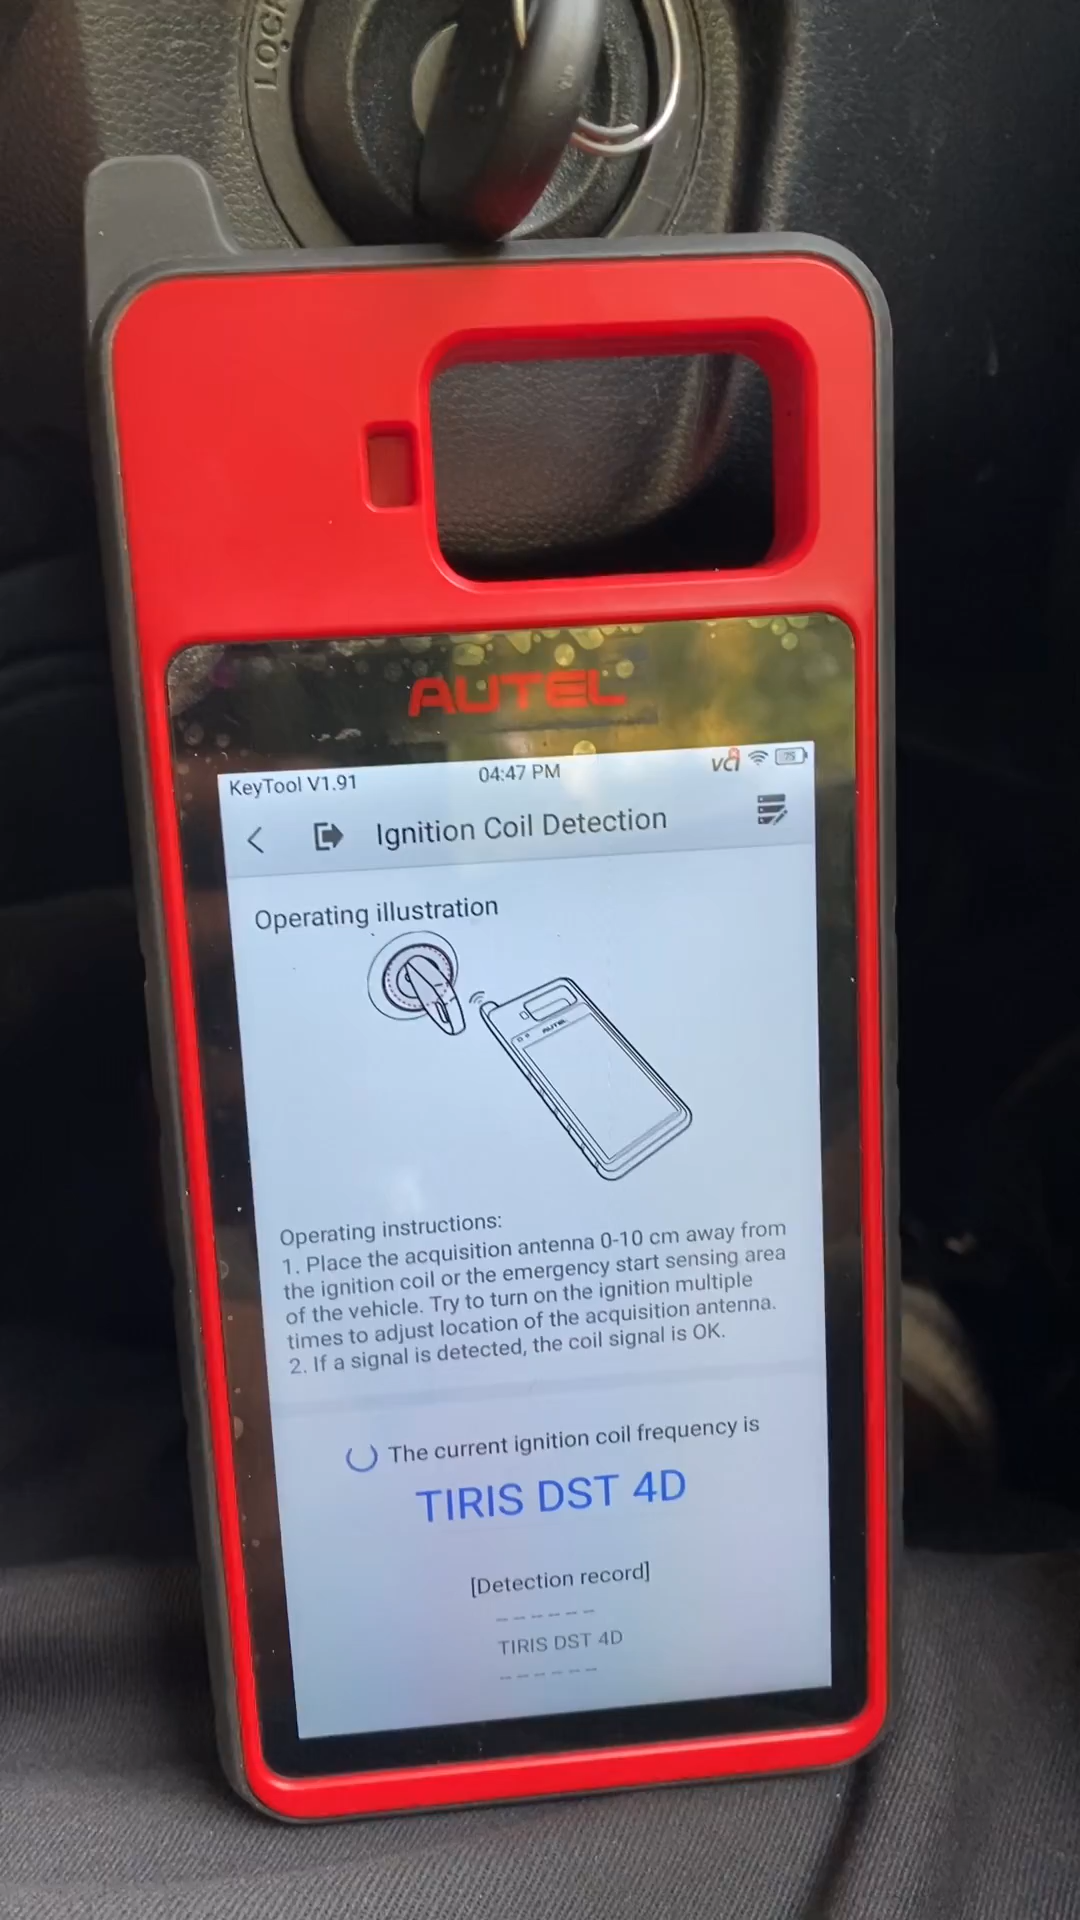 LOCK
AUTEL
KeyTool V1.91
04:47 PM
VCI
75
Ignition Coil Detection
Operating illustration
AUTEL
Operating instructions:
1. Place the acquisition antenna 0-10 cm away from
the ignition coil or the emergency start sensing area
of the vehicle. Try to turn on the ignition multiple
times to adjust location of the acquisition antenna.
2. If a signal is detected, the coil signal is OK.
The current ignition coil frequency is
TIRIS DST 4D
[Detection record]
------
TIRIS DST 4D
------